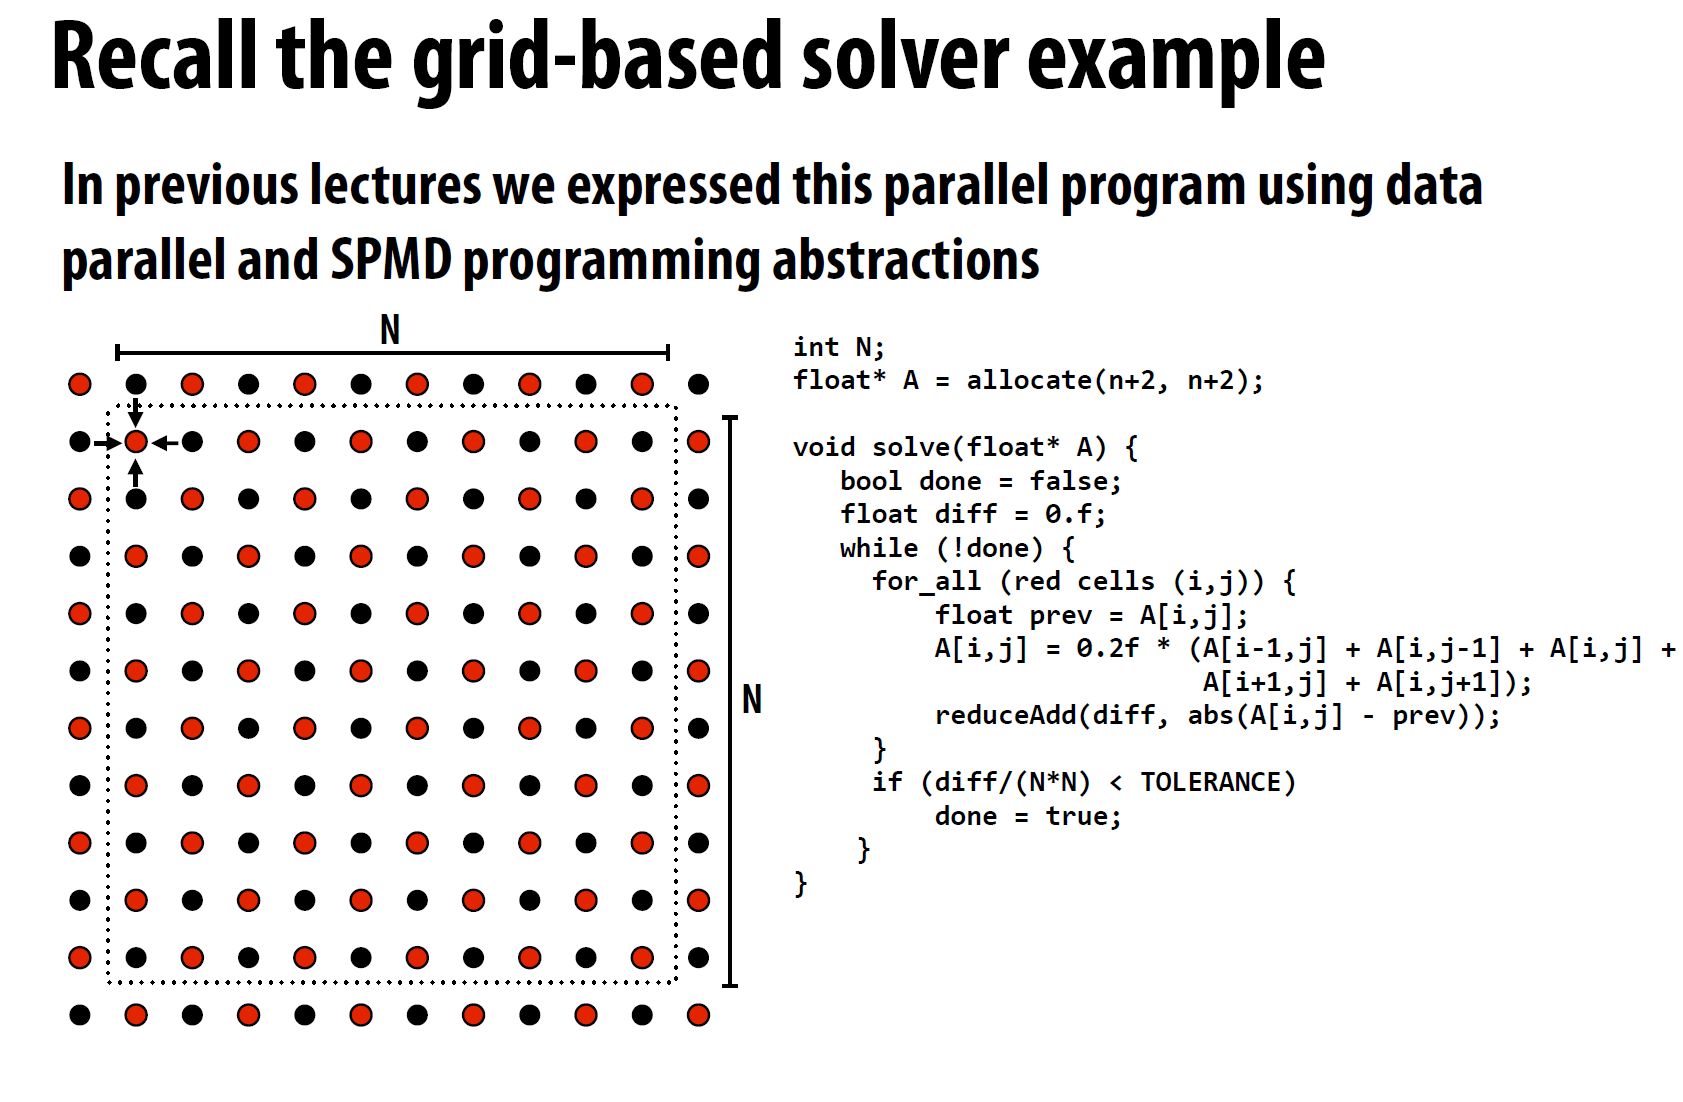 Recall the grid-based solver example
In previous lectures we expressed this parallel program using data
parallel and SPMD programming abstractions
N
N
int N;
float* A = allocate(n+2, n+2);
void solve(float* A) {
bool done = false;
float diff = 0.f;
while (!done) {
for_all (red cells (i,j)) {
float prev = A[i,j];
A[i,j] = 0.2f * (A[i-1,j] + A[i,j-1] + A[i,j] +
A[i+1,j] + A[i,j+1]);
reduceAdd(diff, abs(A[i,j] - prev));
}
if (diff/(N*N) < TOLERANCE)
done = true;
}
}